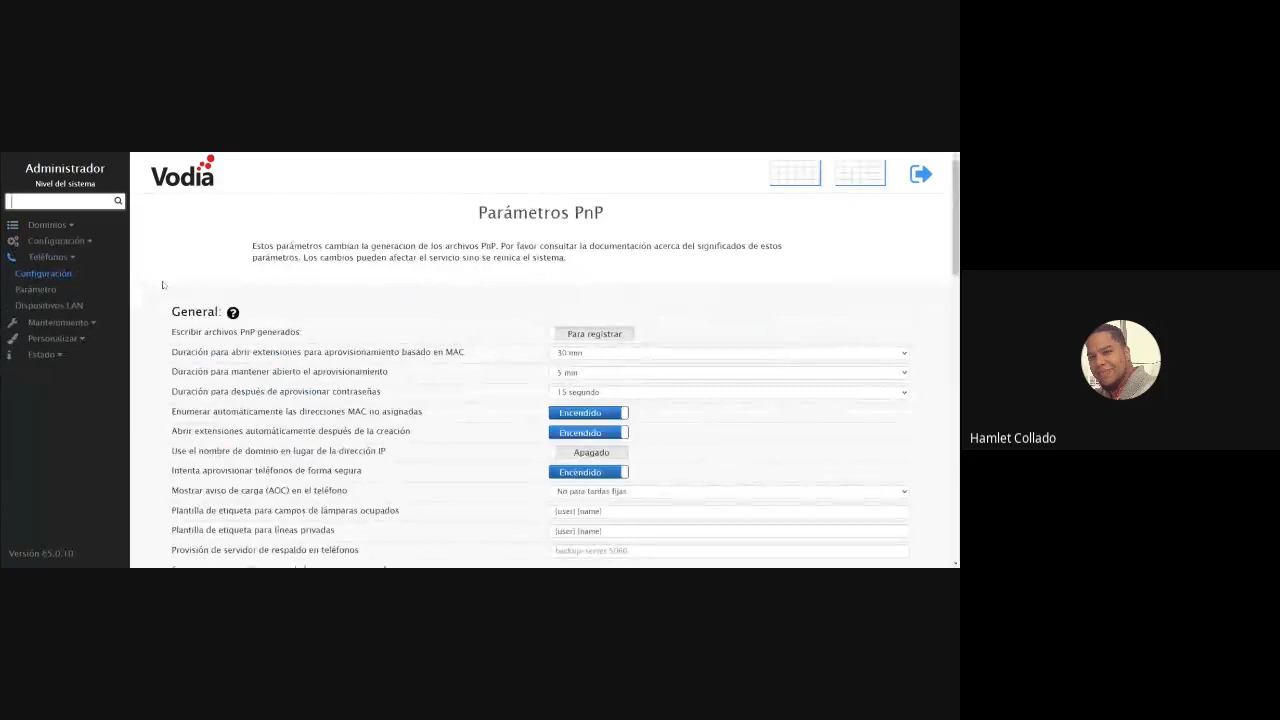 Administrador
Nivel del sistema
Dominios
Configuración
Teléfonos
Configuración
Parámetro
Dispositivos LAN
Mantenimiento
Personalizar
Estado
Versión 65.0.10
Vodia
Parámetros PnP
Estos parámetros cambian la generacion de los archivos PnP. Por favor consultar la documentación acerca del significados de estos
parámetros. Los cambios pueden afectar el servicio sino se reinica el sistema.
General: ?
Escribir archivos PnP generados: Para registrar
Duración para abrir extensiones para aprovisionamiento basado en MAC 30 min
Duración para mantener abierto el aprovisionamiento 5 min
Duración para después de aprovisionar contraseñas 15 segundo
Enumerar automáticamente las direcciones MAC no asignadas Encendido
Abrir extensiones automáticamente después de la creación Encendido
Use el nombre de dominio en lugar de la dirección IP Apagado
Intenta aprovisionar teléfonos de forma segura Encendido
Mostrar aviso de carga (AOC) en el teléfono No para tarifas fijas
Plantilla de etiqueta para campos de lámparas ocupados {user} {name}
Plantilla de etiqueta para líneas privadas {user} {name}
Provisión de servidor de respaldo en teléfonos backup-server:5060
Hamlet Collado